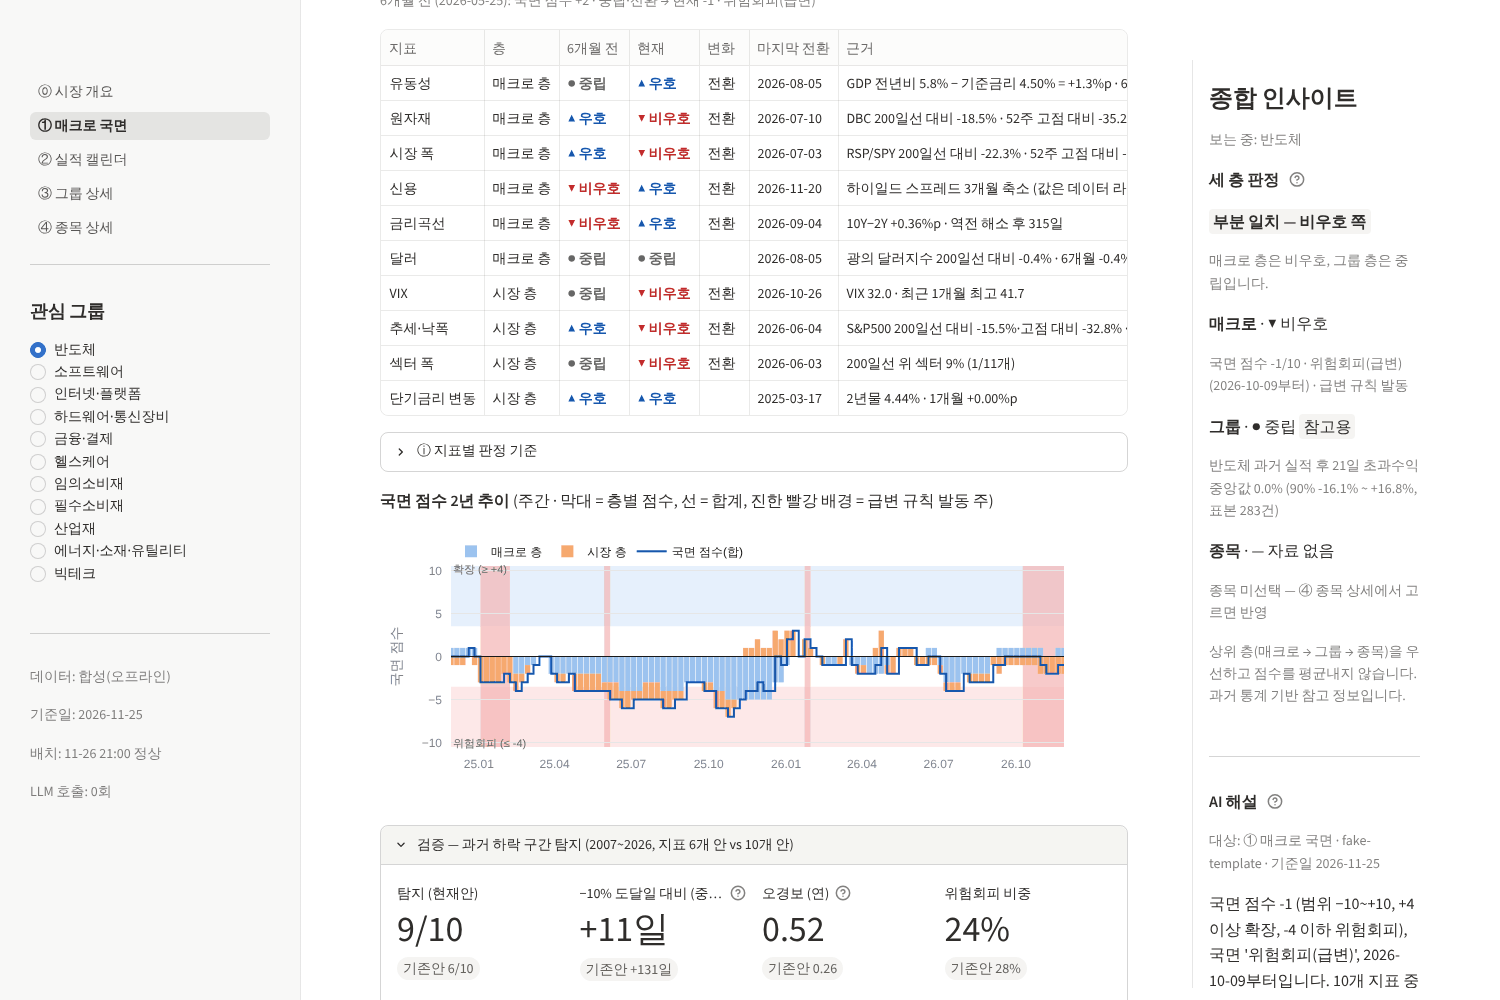 ⓪ 시장 개요
① 매크로 국면
② 실적 캘린더
③ 그룹 상세
④ 종목 상세
관심 그룹
반도체
소프트웨어
인터넷·플랫폼
하드웨어·통신장비
금융·결제
헬스케어
임의소비재
필수소비재
산업재
에너지·소재·유틸리티
빅테크
데이터: 합성(오프라인)
기준일: 2026-11-25
배치: 11-26 21:00 정상
LLM 호출: 0회
6개월 전 (2026-05-25): 국면 점수 +2 · 중립·전환 → 현재 -1 · 위험회피(급변)
지표 층 6개월 전 현재 변화 마지막 전환 근거
유동성 매크로 층 ● 중립 ▲ 우호 전환 2026-08-05 GDP 전년비 5.8% − 기준금리 4.50% = +1.3%p · 6
원자재 매크로 층 ▲ 우호 ▼ 비우호 전환 2026-07-10 DBC 200일선 대비 -18.5% · 52주 고점 대비 -35.2
시장 폭 매크로 층 ▲ 우호 ▼ 비우호 전환 2026-07-03 RSP/SPY 200일선 대비 -22.3% · 52주 고점 대비 -
신용 매크로 층 ▼ 비우호 ▲ 우호 전환 2026-11-20 하이일드 스프레드 3개월 축소 (값은 데이터 라
금리곡선 매크로 층 ▼ 비우호 ▲ 우호 전환 2026-09-04 10Y−2Y +0.36%p · 역전 해소 후 315일
달러 매크로 층 ● 중립 ● 중립 2026-08-05 광의 달러지수 200일선 대비 -0.4% · 6개월 -0.4%
VIX 시장 층 ● 중립 ▼ 비우호 전환 2026-10-26 VIX 32.0 · 최근 1개월 최고 41.7
추세·낙폭 시장 층 ▲ 우호 ▼ 비우호 전환 2026-06-04 S&P500 200일선 대비 -15.5%·고점 대비 -32.8% ·
섹터 폭 시장 층 ● 중립 ▼ 비우호 전환 2026-06-03 200일선 위 섹터 9% (1/11개)
단기금리 변동 시장 층 ▲ 우호 ▲ 우호 2025-03-17 2년물 4.44% · 1개월 +0.00%p
ⓘ 지표별 판정 기준
국면 점수 2년 추이 (주간 · 막대 = 층별 점수, 선 = 합계, 진한 빨강 배경 = 급변 규칙 발동 주)
매크로 층 시장 층 국면 점수(합)
국면 점수
10
5
0
−5
−10
확장 (≥ +4)
위험회피 (≤ -4)
25.01 25.04 25.07 25.10 26.01 26.04 26.07 26.10
검증 — 과거 하락 구간 탐지 (2007~2026, 지표 6개 안 vs 10개 안)
탐지 (현재안) −10% 도달일 대비 (중… 오경보 (연) 위험회피 비중
9/10 +11일 0.52 24%
기존안 6/10 기존안 +131일 기존안 0.26 기존안 28%
종합 인사이트
보는 중: 반도체
세 층 판정
부분 일치 — 비우호 쪽
매크로 층은 비우호, 그룹 층은 중
립입니다.
매크로 · ▼ 비우호
국면 점수 -1/10 · 위험회피(급변)
(2026-10-09부터) · 급변 규칙 발동
그룹 · ● 중립 참고용
반도체 과거 실적 후 21일 초과수익
중앙값 0.0% (90% -16.1% ~ +16.8%,
표본 283건)
종목 · — 자료 없음
종목 미선택 — ④ 종목 상세에서 고
르면 반영
상위 층(매크로 → 그룹 → 종목)을 우
선하고 점수를 평균내지 않습니다.
과거 통계 기반 참고 정보입니다.
AI 해설
대상: ① 매크로 국면 · fake-
template · 기준일 2026-11-25
국면 점수 -1 (범위 −10~+10, +4
이상 확장, -4 이하 위험회피),
국면 '위험회피(급변)', 2026-
10-09부터입니다. 10개 지표 중